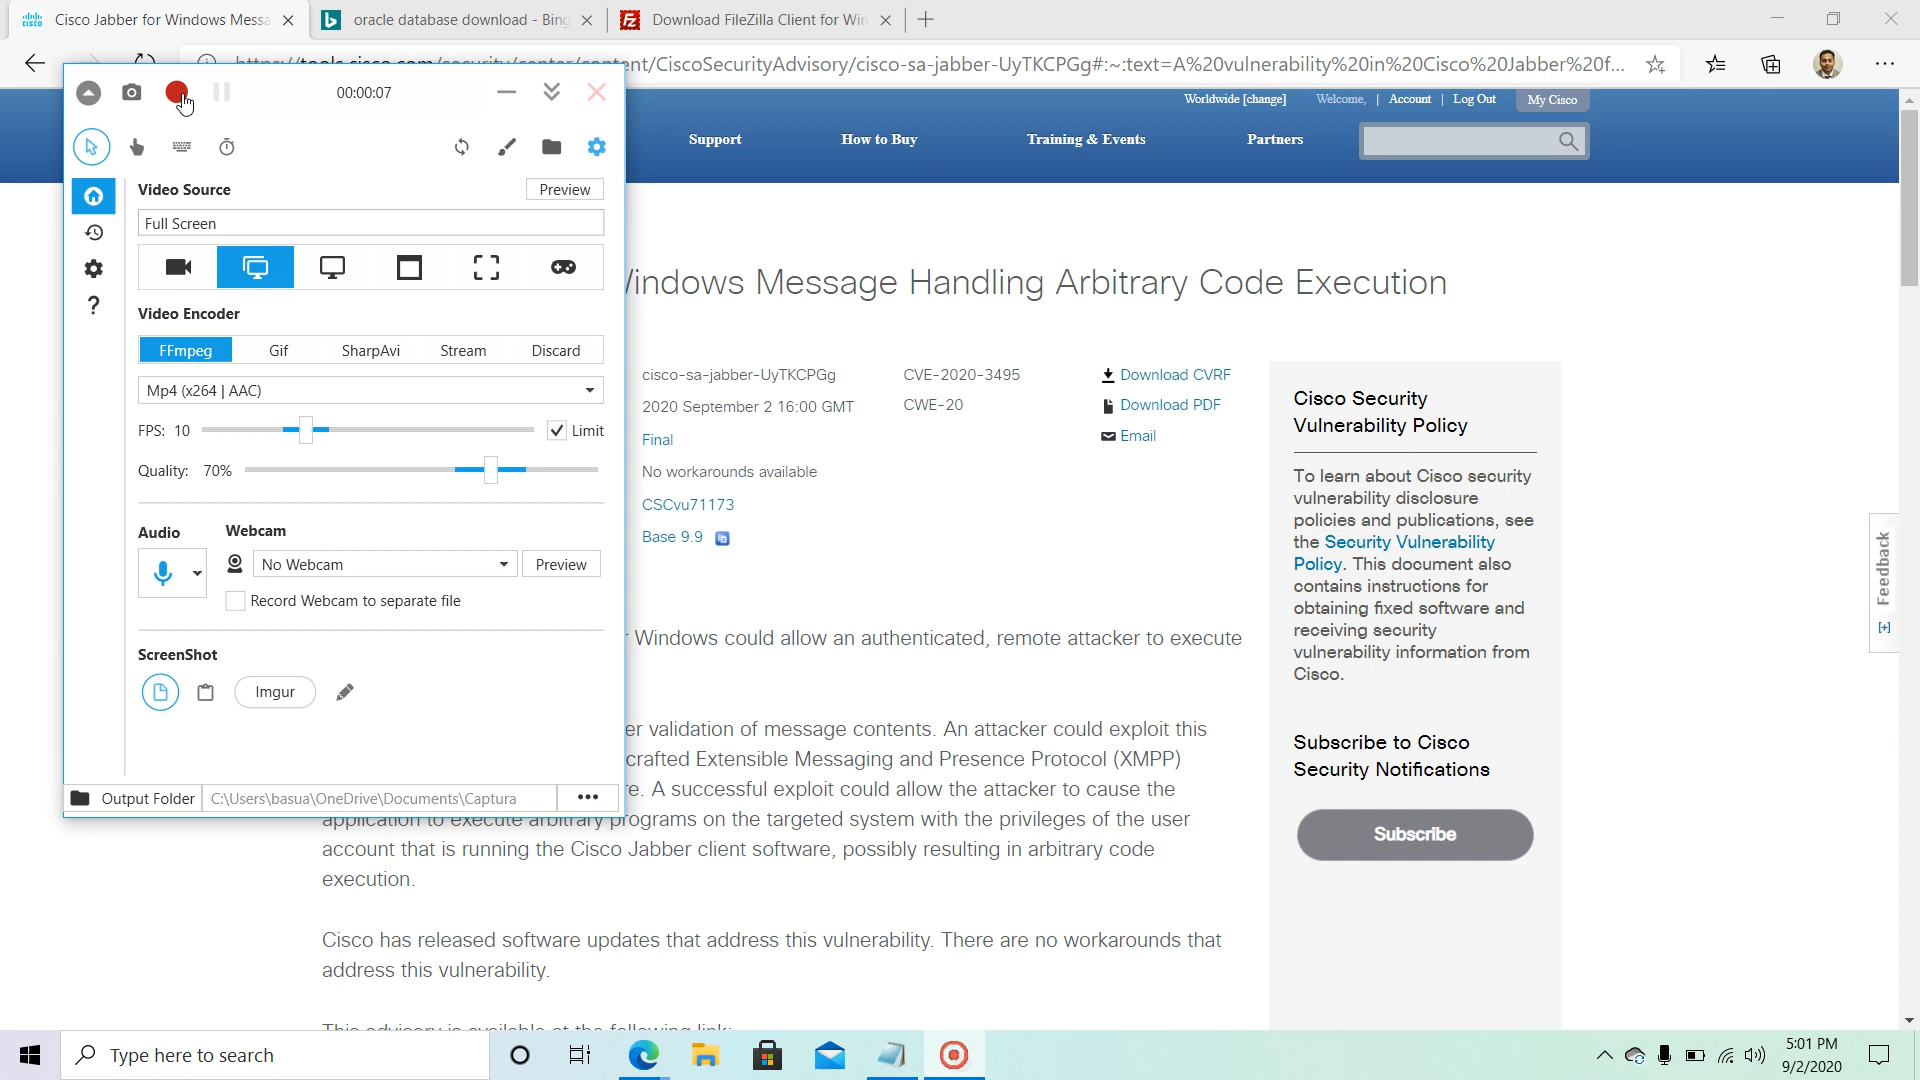 Cisco Jabber for Windows Messa
oracle database download - Bing
Download FileZilla Client for Win
https://tools.cisco.com/security/center/content/CiscoSecurityAdvisory/cisco-sa-jabber-UyTKCPGg#:~:text=A%20vulnerability%20in%20Cisco%20Jabber%20f...
00:00:07
Worldwide [change]
Welcome, | Account | Log Out
My Cisco
Support
How to Buy
Training & Events
Partners
Video Source
Preview
Full Screen
Video Encoder
FFmpeg
Gif
SharpAvi
Stream
Discard
Mp4 (x264 | AAC)
FPS: 10
Limit
Quality: 70%
Audio
Webcam
No Webcam
Preview
Record Webcam to separate file
ScreenShot
Imgur
Output Folder
C:\Users\basua\OneDrive\Documents\Captura
Windows Message Handling Arbitrary Code Execution
cisco-sa-jabber-UyTKCPGg
CVE-2020-3495
Download CVRF
2020 September 2 16:00 GMT
CWE-20
Download PDF
Final
Email
No workarounds available
CSCvu71173
Base 9.9
Windows could allow an authenticated, remote attacker to execute
er validation of message contents. An attacker could exploit this
crafted Extensible Messaging and Presence Protocol (XMPP)
e. A successful exploit could allow the attacker to cause the
application to execute arbitrary programs on the targeted system with the privileges of the user
account that is running the Cisco Jabber client software, possibly resulting in arbitrary code
execution.
Cisco has released software updates that address this vulnerability. There are no workarounds that
address this vulnerability.
This advisory is available at the following link:
Cisco Security
Vulnerability Policy
To learn about Cisco security
vulnerability disclosure
policies and publications, see
the Security Vulnerability
Policy. This document also
contains instructions for
obtaining fixed software and
receiving security
vulnerability information from
Cisco.
Subscribe to Cisco
Security Notifications
Subscribe
Feedback
[+]
Type here to search
5:01 PM
9/2/2020